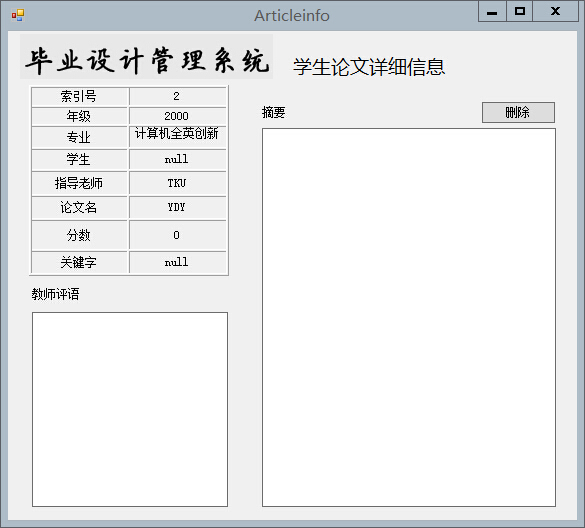 Articleinfo
毕业设计管理系统
学生论文详细信息
索引号 2
年级 2000
专业 计算机全英创新
学生 null
指导老师 TKU
论文名 YDY
分数 0
关键字 null
教师评语
摘要
删除